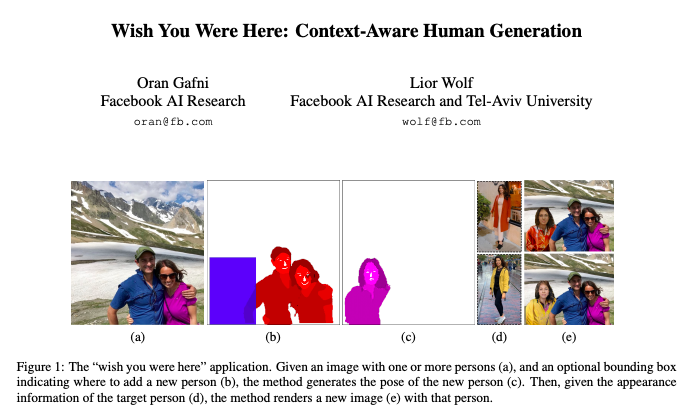 Wish You Were Here: Context-Aware Human Generation
Oran Gafni
Facebook AI Research
oran@fb.com
Lior Wolf
Facebook AI Research and Tel-Aviv University
wolf@fb.com
(a)
(b)
(c)
(d)
(e)
Figure 1: The “wish you were here” application. Given an image with one or more persons (a), and an optional bounding box
indicating where to add a new person (b), the method generates the pose of the new person (c). Then, given the appearance
information of the target person (d), the method renders a new image (e) with that person.